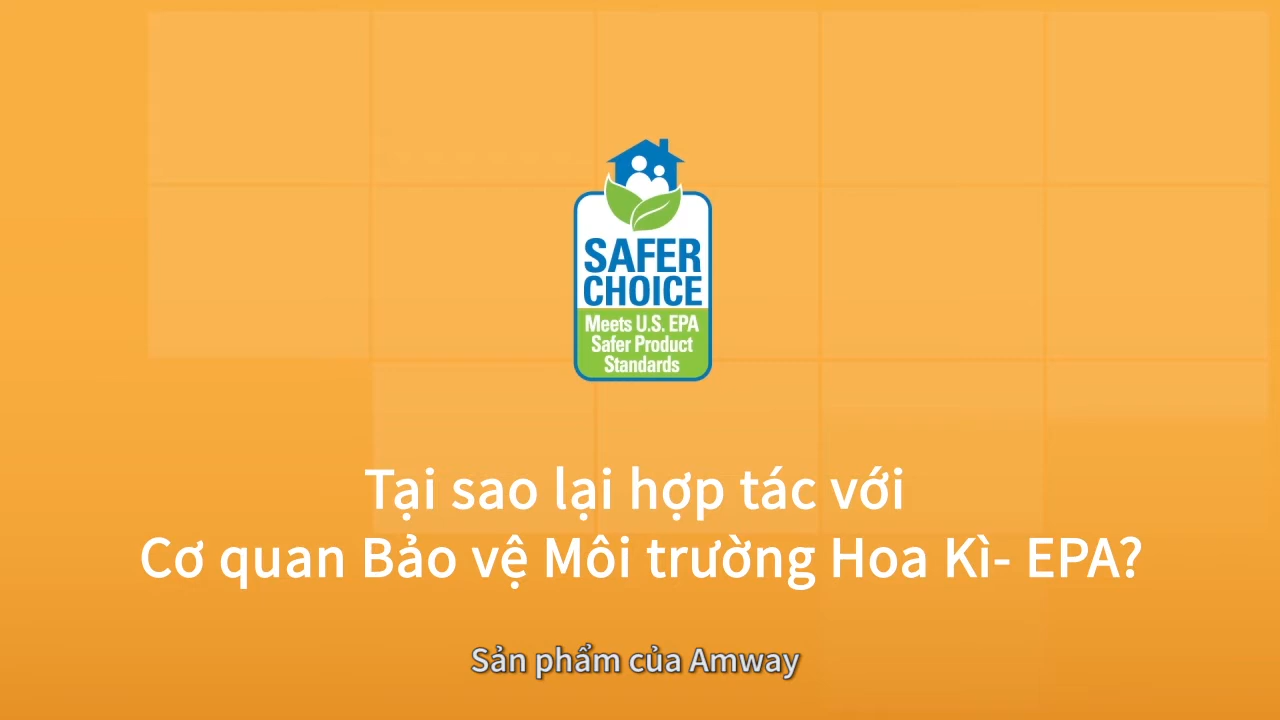 SAFER
CHOICE
Meets U.S. EPA
Safer Product
Standards
Tại sao lại hợp tác với
Cơ quan Bảo vệ Môi trường Hoa Kì- EPA?
Sản phẩm của Amway